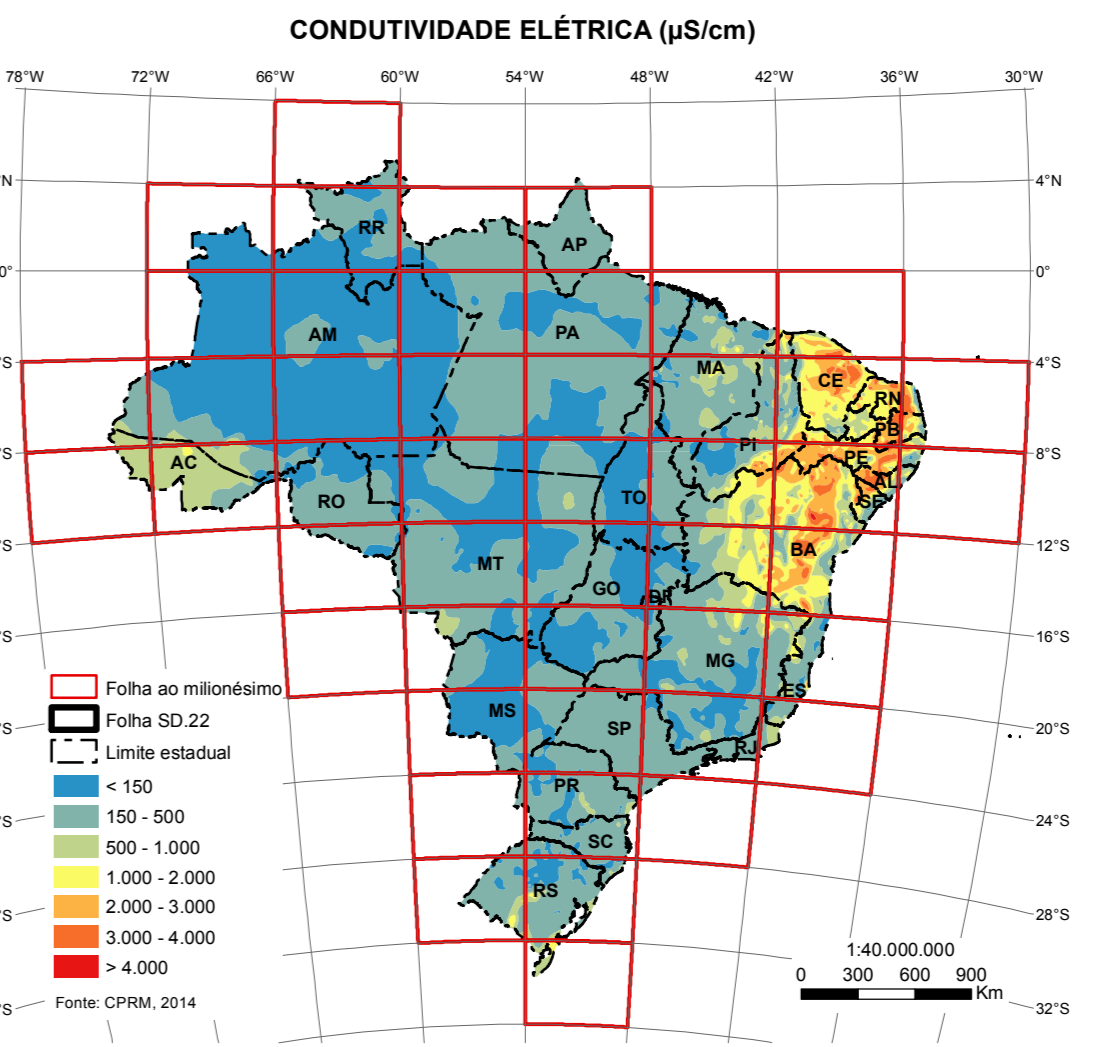 CONDUTIVIDADE ELÉTRICA (µS/cm)
78°W 72°W 66°W 60°W 54°W 48°W 42°W 36°W 30°W
°N 4°N
RR
AP
0° 0°
AM PA
°S 4°S
MA
CE
RN
PB
Pi
°S 8°S
PE
AC
AL
TO
RO
SE
°S 12°S
BA
MT
GO
DF
°S 16°S
MG
Folha ao milionésimo
ES
MS
Folha SD.22
°S 20°S
SP
RJ
Limite estadual
< 150
PR
150 - 500
°S 24°S
SC
500 - 1.000
1.000 - 2.000
RS
2.000 - 3.000
°S 28°S
3.000 - 4.000
1:40.000.000
> 4.000
0 300 600 900
Km
Fonte: CPRM, 2014
°S 32°S